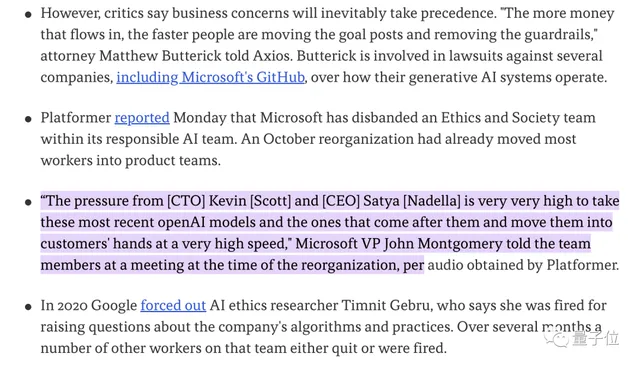 • However, critics say business concerns will inevitably take precedence. "The more money
that flows in, the faster people are moving the goal posts and removing the guardrails,"
attorney Matthew Butterick told Axios. Butterick is involved in lawsuits against several
companies, including Microsoft's GitHub, over how their generative AI systems operate.
• Platformer reported Monday that Microsoft has disbanded an Ethics and Society team
within its responsible AI team. An October reorganization had already moved most
workers into product teams.
• “The pressure from [CTO] Kevin [Scott] and [CEO] Satya [Nadella] is very very high to take
these most recent openAI models and the ones that come after them and move them into
customers' hands at a very high speed," Microsoft VP John Montgomery told the team
members at a meeting at the time of the reorganization, per audio obtained by Platformer.
• In 2020 Google forced out AI ethics researcher Timnit Gebru, who says she was fired for
raising questions about the company's algorithms and practices. Over several months a
number of other workers on that team either quit or were fired.
量子位